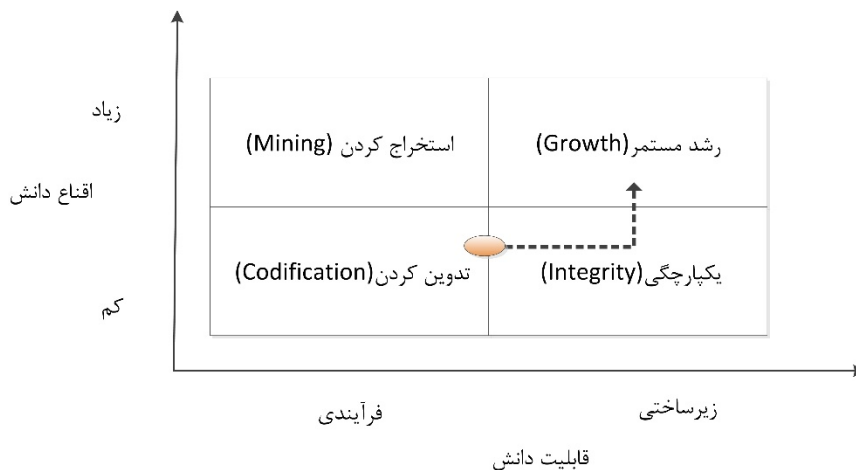 زیاد
رشد مستمر(Growth)
استخراج کردن (Mining)
اقناع دانش
یکپارچگی(Integrity)
تدوین کردن(Codification)
کم
زیرساختی
فرآیندی
قابلیت دانش